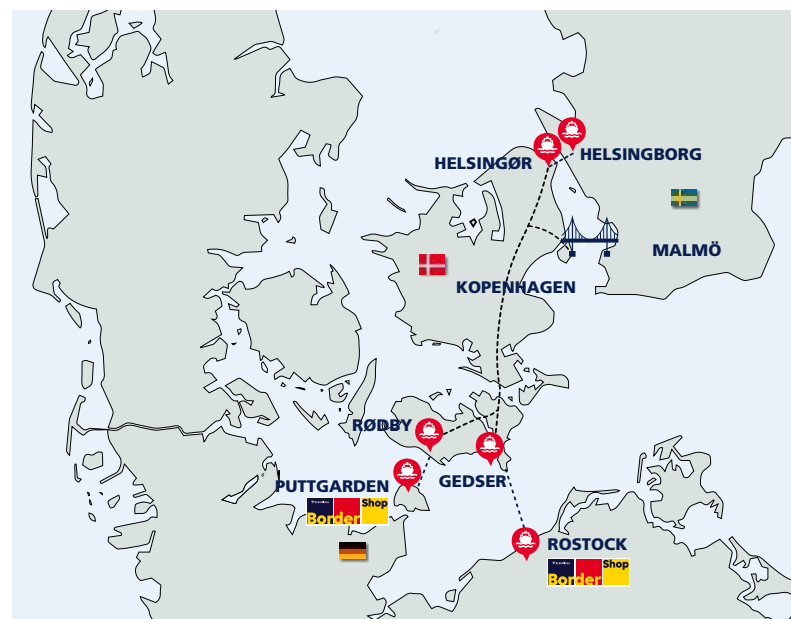 HELSINGØR
HELSINGBORG
MALMÖ
KOPENHAGEN
RØDBY
GEDSER
PUTTGARDEN
Border
Shop
ROSTOCK
Border
Shop